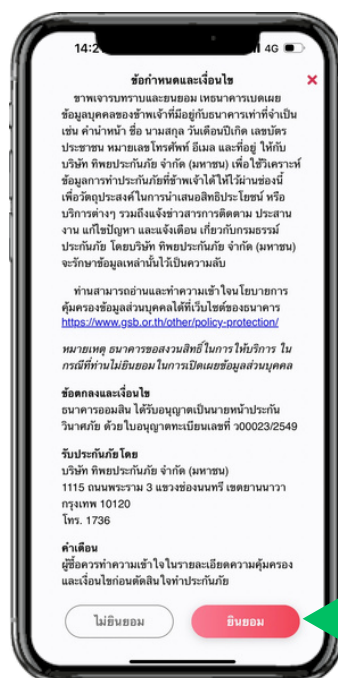 14:2
4G
ข้อกำหนดและเงื่อนไข
ข้าพเจ้ารับทราบและยินยอม ให้ธนาคารเปิดเผย
ข้อมูลบุคคลของข้าพเจ้าที่มีอยู่กับธนาคารเท่าที่จำเป็น
เช่น คำนำหน้า ชื่อ นามสกุล วันเดือนปีเกิด เลขบัตร
ประชาชน หมายเลขโทรศัพท์ อีเมล และที่อยู่ ให้กับ
บริษัท ทิพยประกันภัย จำกัด (มหาชน) เพื่อใช้วิเคราะห์
ข้อมูลการทำประกันภัยที่ข้าพเจ้าได้ให้ไว้ผ่านช่องนี้
เพื่อวัตถุประสงค์ในการนำเสนอสิทธิประโยชน์ หรือ
บริการต่างๆ รวมถึงแจ้งข่าวสารการติดตาม ประสาน
งาน แก้ไขปัญหา และแจ้งเตือน เกี่ยวกับกรมธรรม์
ประกันภัย โดยบริษัท ทิพยประกันภัย จำกัด (มหาชน)
จะรักษาข้อมูลเหล่านั้นไว้เป็นความลับ
ท่านสามารถอ่านและทำความเข้าใจนโยบายการ
คุ้มครองข้อมูลส่วนบุคคลได้ที่เว็บไซต์ของธนาคาร
https://www.gsb.or.th/other/policy-protection/
หมายเหตุ ธนาคารขอสงวนสิทธิ์ในการให้บริการ ใน
กรณีที่ท่านไม่ยินยอมในการเปิดเผยข้อมูลส่วนบุคคล
ข้อตกลงและเงื่อนไข
ธนาคารออมสิน ได้รับอนุญาตเป็นนายหน้าประกัน
วินาศภัย ด้วยใบอนุญาตทะเบียนเลขที่ ว00023/2549
รับประกันภัยโดย
บริษัท ทิพยประกันภัย จำกัด (มหาชน)
1115 ถนนพระราม 3 แขวงช่องนนทรี เขตยานนาวา
กรุงเทพ 10120
โทร. 1736
คำเตือน
ผู้ซื้อควรทำความเข้าใจในรายละเอียดความคุ้มครอง
และเงื่อนไขก่อนตัดสินใจทำประกันภัย
ไม่ยินยอม
ยินยอม